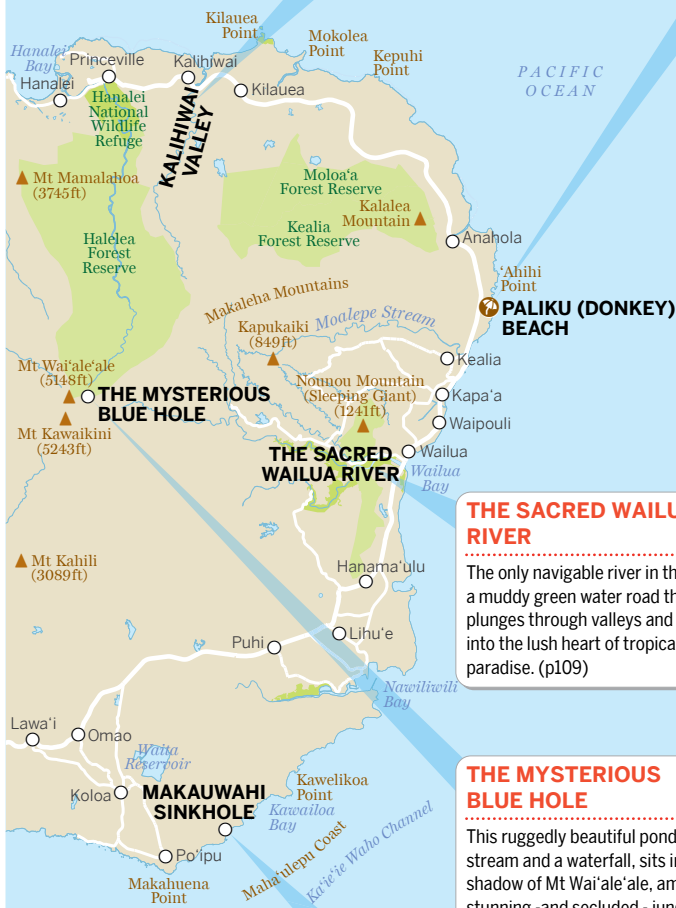 Kilauea
Point
Mokolea
Point
Kepuhi
Point
Hanalei
Bay
Princeville
Kalihiwai
Hanalei
Kilauea
PACIFIC
OCEAN
Hanalei
National
Wildlife
Refuge
KALIHIWAI
VALLEY
Mt Mamalahoa
(3745ft)
Moloa‘a
Forest Reserve
Kalalea
Mountain
Kealia
Forest Reserve
Halelea
Forest
Reserve
Anahola
‘Ahihi
Point
Makaleha Mountains
PALIKU (DONKEY)
BEACH
Kapukaiki
(849ft)
Moalepe Stream
Kealia
Mt Wai‘ale‘ale
(5148ft)
THE MYSTERIOUS
BLUE HOLE
Nounou Mountain
(Sleeping Giant)
(1241ft)
Kapa‘a
Waipouli
Mt Kawaikini
(5243ft)
THE SACRED
WAILUA RIVER
Wailua
Wailua
Bay
THE SACRED WAILU
RIVER
Mt Kahili
(3089ft)
Hanama‘ulu
The only navigable river in th
a muddy green water road th
plunges through valleys and
into the lush heart of tropica
paradise. (p109)
Puhi
Lihu‘e
Nawiliwili
Bay
Lawa‘i
Omao
Waita
Reservoir
Koloa
MAKAUWAHI
SINKHOLE
Kawelikoa
Point
Kawailoa
Bay
Po‘ipu
Makahuena
Point
Maha‘ulepu Coast
Ka‘ie‘ie Waho Channel
THE MYSTERIOUS
BLUE HOLE
This ruggedly beautiful pond
stream and a waterfall, sits in
shadow of Mt Wai‘ale‘ale, am
stunning -and secluded - jung